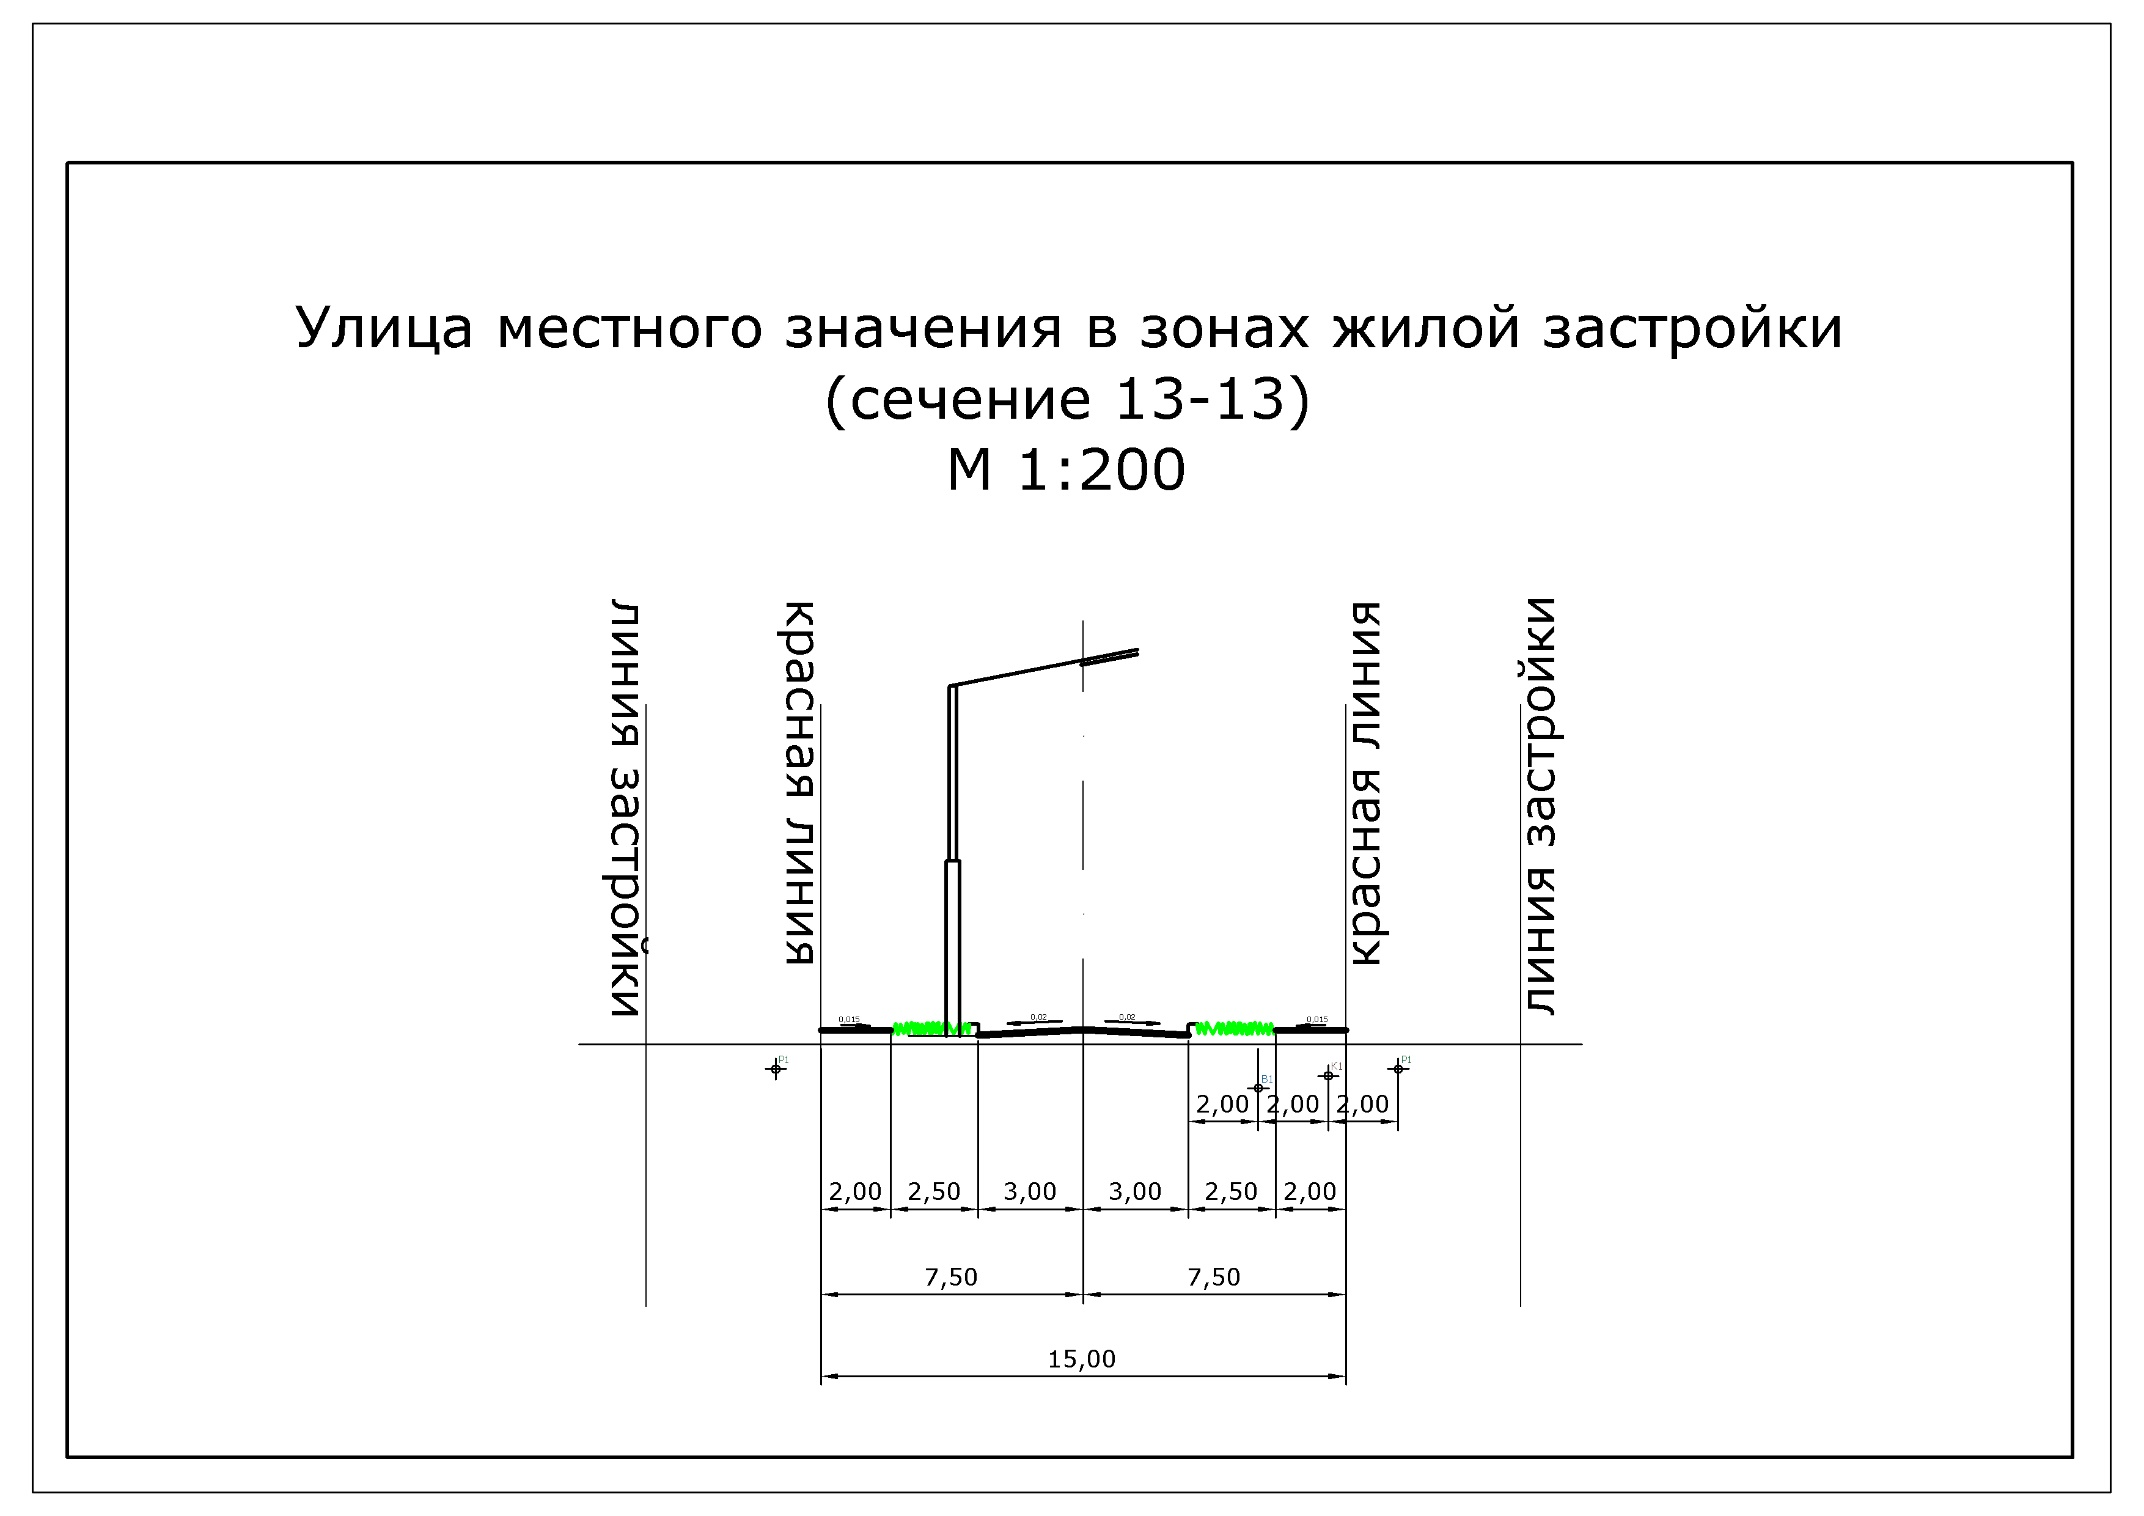 Улица местного значения в зонах жилой застройки
(сечение 13-13)
М 1:200
линия застройки
красная линия
красная линия
линия застройки
0,015
0,02
0,02
0,015
Р1
В1
К1
Р1
2,00 2,00 2,00
2,00 2,50 3,00 3,00 2,50 2,00
7,50 7,50
15,00